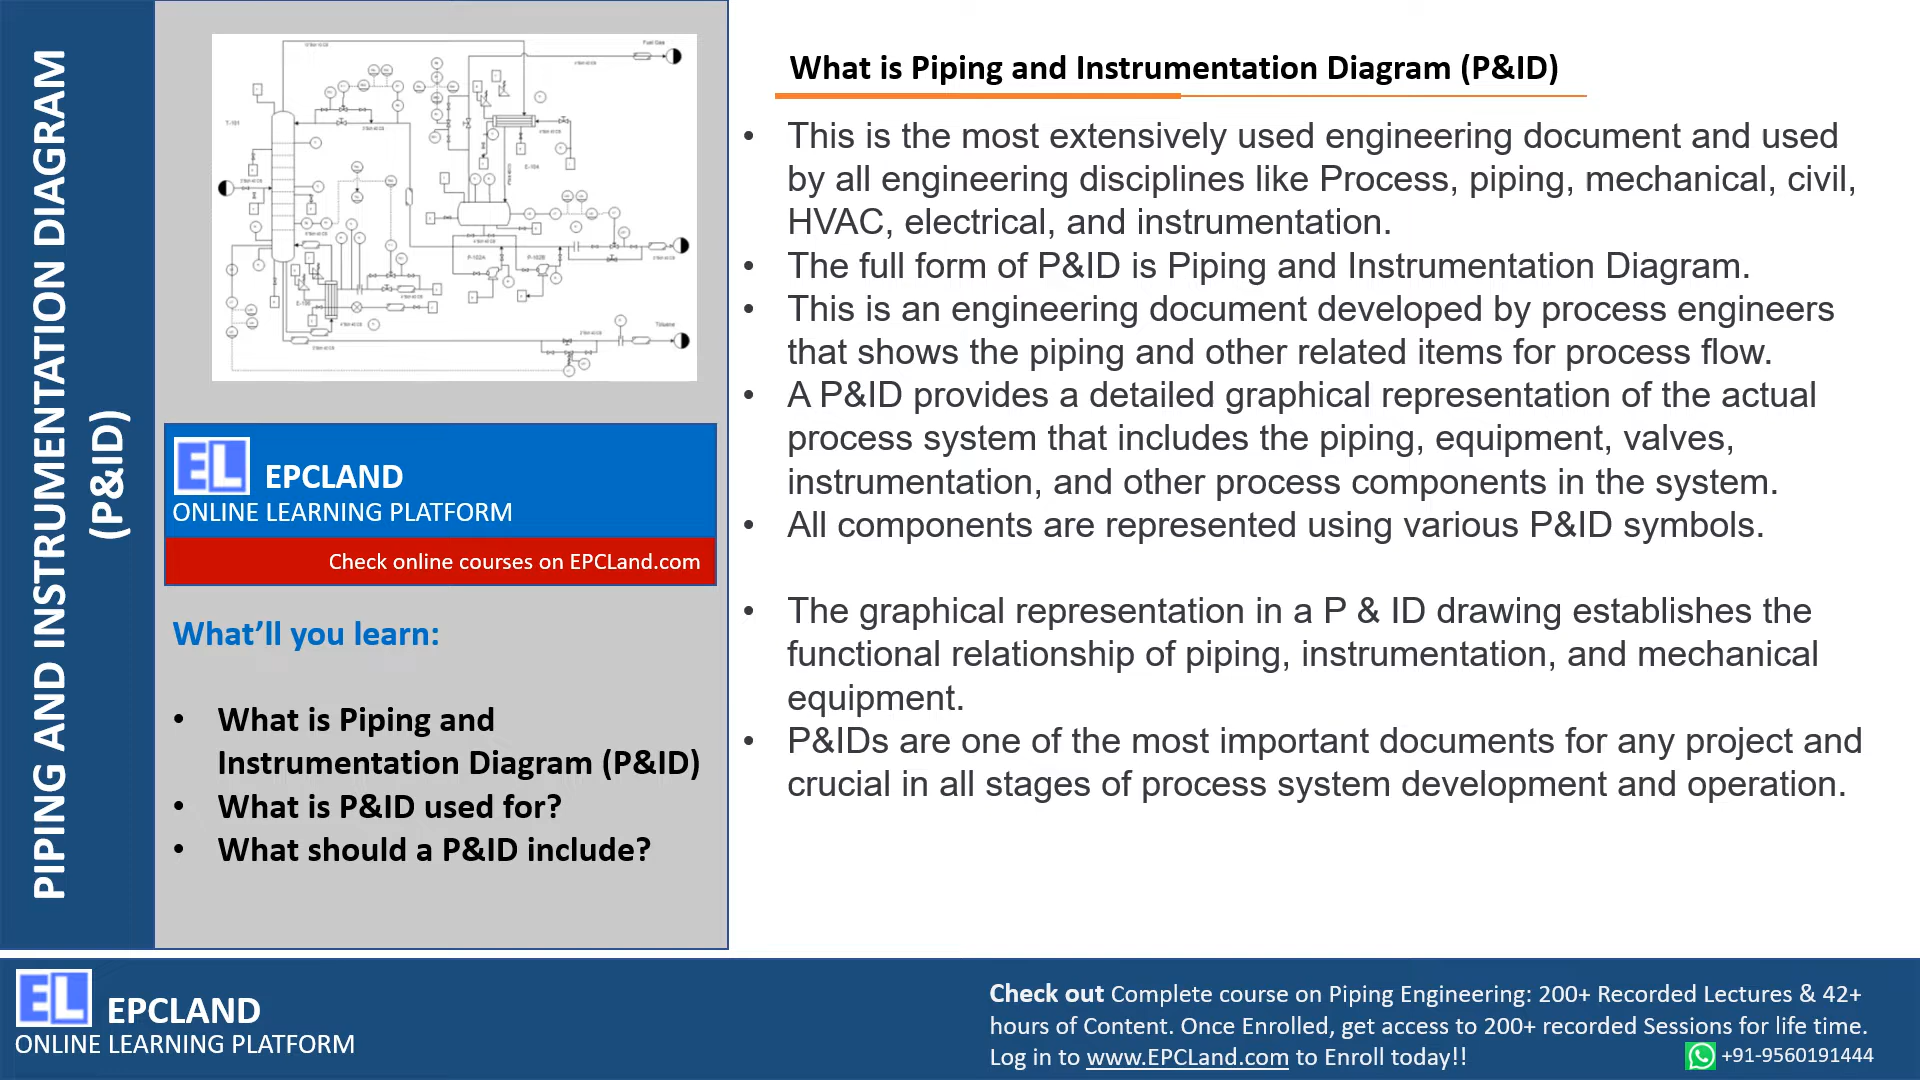 PIPING AND INSTRUMENTATION DIAGRAM
(P&ID)
Fuel Gas
T-101
E-104
P-102A
P-102B
Toluene
EL EPCLAND
ONLINE LEARNING PLATFORM
Check online courses on EPCLand.com
What’ll you learn:
• What is Piping and
Instrumentation Diagram (P&ID)
• What is P&ID used for?
• What should a P&ID include?
What is Piping and Instrumentation Diagram (P&ID)
• This is the most extensively used engineering document and used
by all engineering disciplines like Process, piping, mechanical, civil,
HVAC, electrical, and instrumentation.
• The full form of P&ID is Piping and Instrumentation Diagram.
• This is an engineering document developed by process engineers
that shows the piping and other related items for process flow.
• A P&ID provides a detailed graphical representation of the actual
process system that includes the piping, equipment, valves,
instrumentation, and other process components in the system.
• All components are represented using various P&ID symbols.
• The graphical representation in a P & ID drawing establishes the
functional relationship of piping, instrumentation, and mechanical
equipment.
• P&IDs are one of the most important documents for any project and
crucial in all stages of process system development and operation.
EL EPCLAND
ONLINE LEARNING PLATFORM
Check out Complete course on Piping Engineering: 200+ Recorded Lectures & 42+
hours of Content. Once Enrolled, get access to 200+ recorded Sessions for life time.
Log in to www.EPCLand.com to Enroll today!!
+91-9560191444